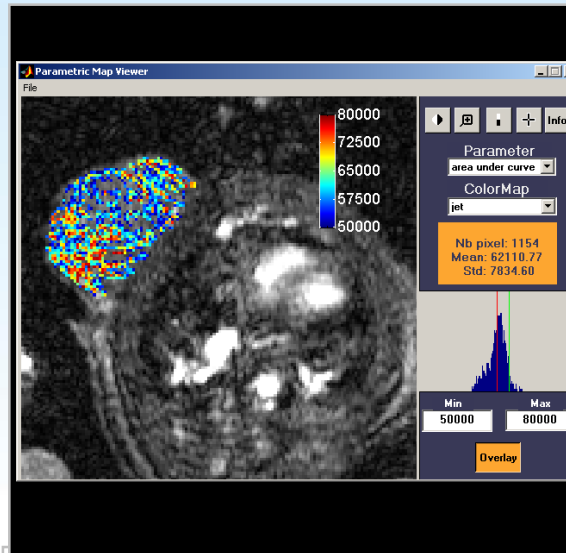 Parametric Map Viewer
File
80000
72500
65000
57500
50000
Info
Parameter
area under curve
ColorMap
jet
Nb pixel: 1154
Mean: 62110.77
Std: 7834.60
Min Max
50000 80000
Overlay